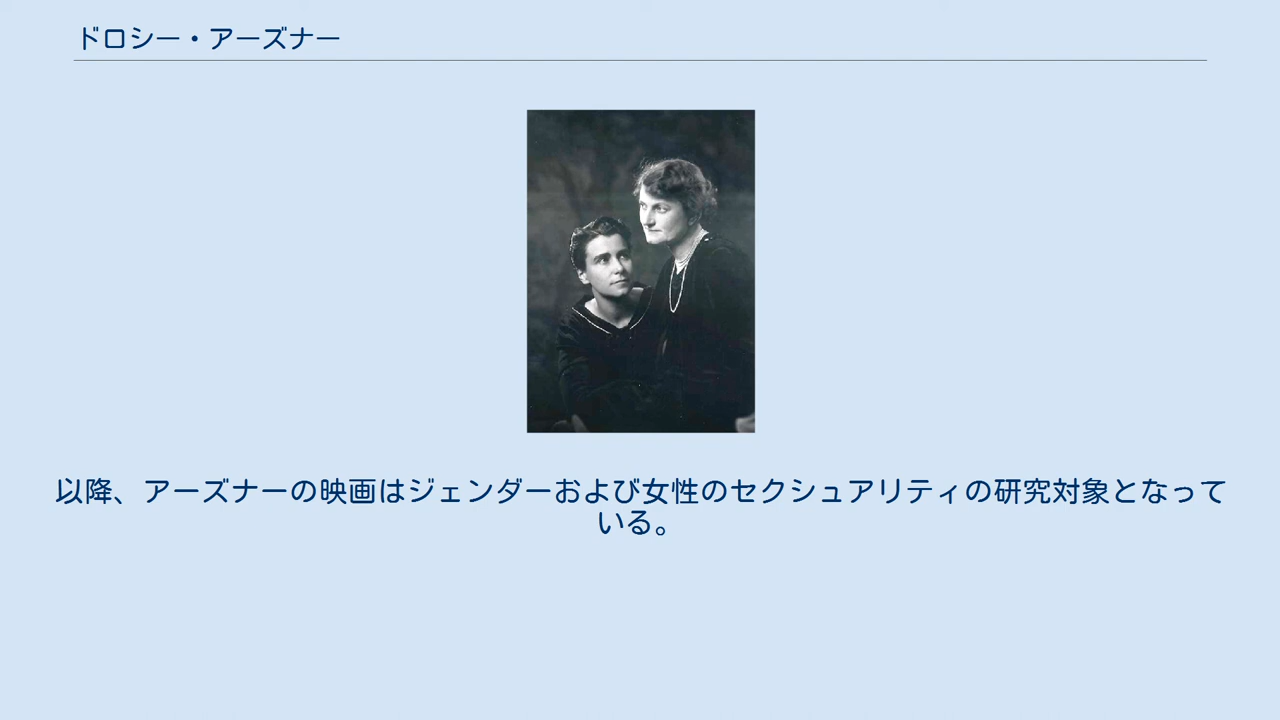 ドロシー・アーズナー
以降、アーズナーの映画はジェンダーおよび女性のセクシュアリティの研究対象となって
いる。